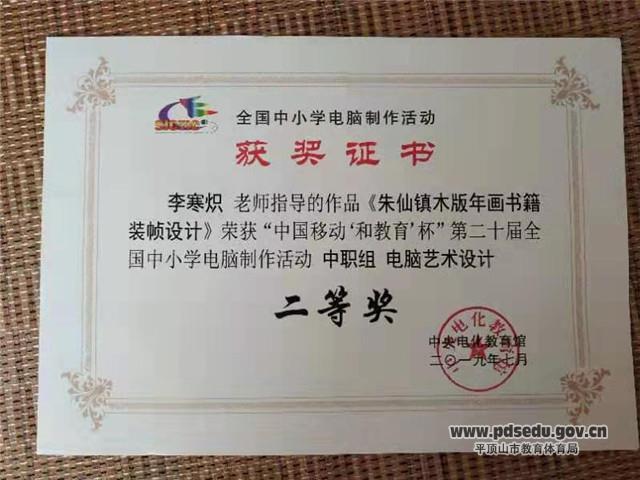 全国中小学电脑制作活动
获奖证书
李寒炽 老师指导的作品《朱仙镇木版年画书籍
装帧设计》荣获“中国移动‘和教育’杯”第二十届全
国中小学电脑制作活动 中职组 电脑艺术设计
二等奖
中央电化教育馆
二〇一九年七月
www.pdsedu.gov.cn
平顶山市教育体育局